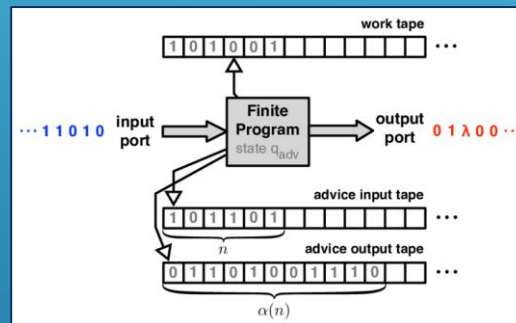 work tape
1 0 1 0 0 1 ...
... 1 1 0 1 0
input port
Finite Program
state q_adv
output port
0 1 λ 0 0 ...
advice input tape
1 0 1 1 0 1 ...
n
advice output tape
0 1 1 0 1 0 0 1 1 1 0 ...
α(n)